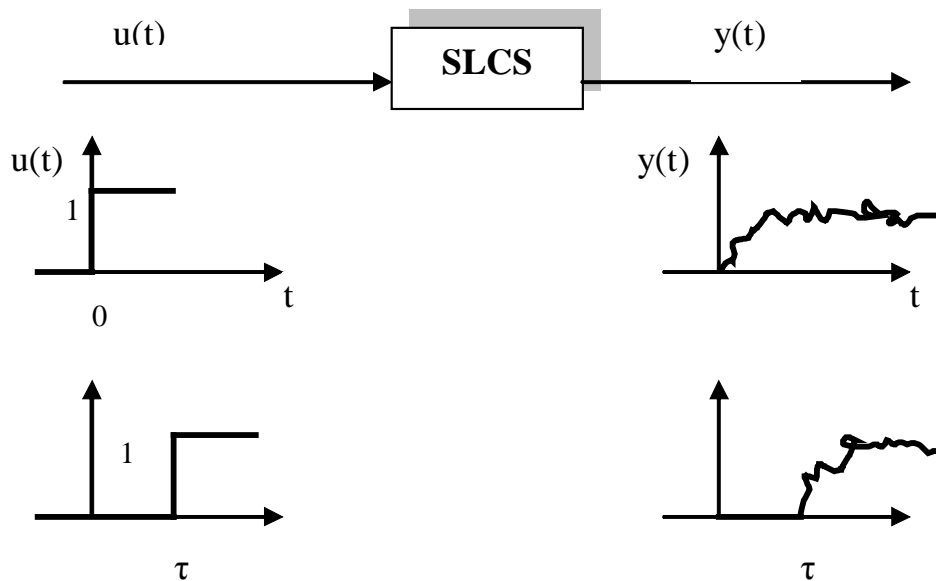 u(t) SLCS y(t)
u(t) y(t)
1
t t
0
1
τ τ